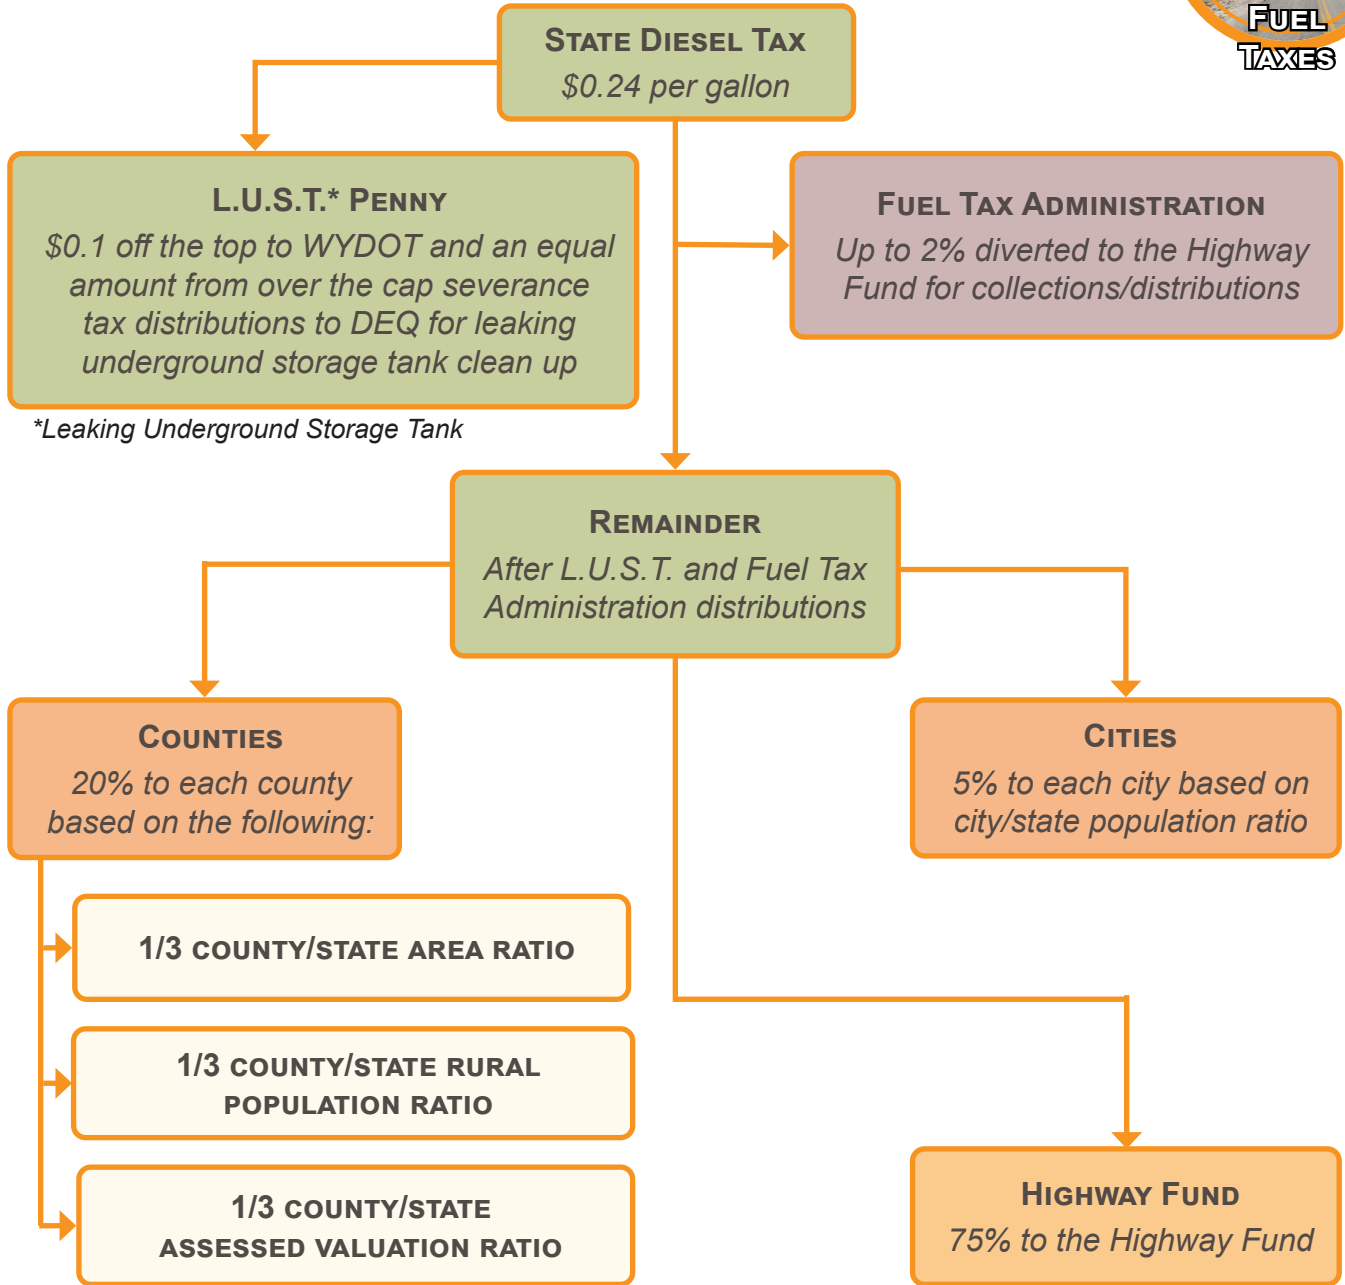 FUEL
TAXES
STATE DIESEL TAX
$0.24 per gallon
L.U.S.T.* PENNY
$0.1 off the top to WYDOT and an equal
amount from over the cap severance
tax distributions to DEQ for leaking
underground storage tank clean up
*Leaking Underground Storage Tank
FUEL TAX ADMINISTRATION
Up to 2% diverted to the Highway
Fund for collections/distributions
REMAINDER
After L.U.S.T. and Fuel Tax
Administration distributions
COUNTIES
20% to each county
based on the following:
1/3 COUNTY/STATE AREA RATIO
1/3 COUNTY/STATE RURAL
POPULATION RATIO
1/3 COUNTY/STATE
ASSESSED VALUATION RATIO
CITIES
5% to each city based on
city/state population ratio
HIGHWAY FUND
75% to the Highway Fund